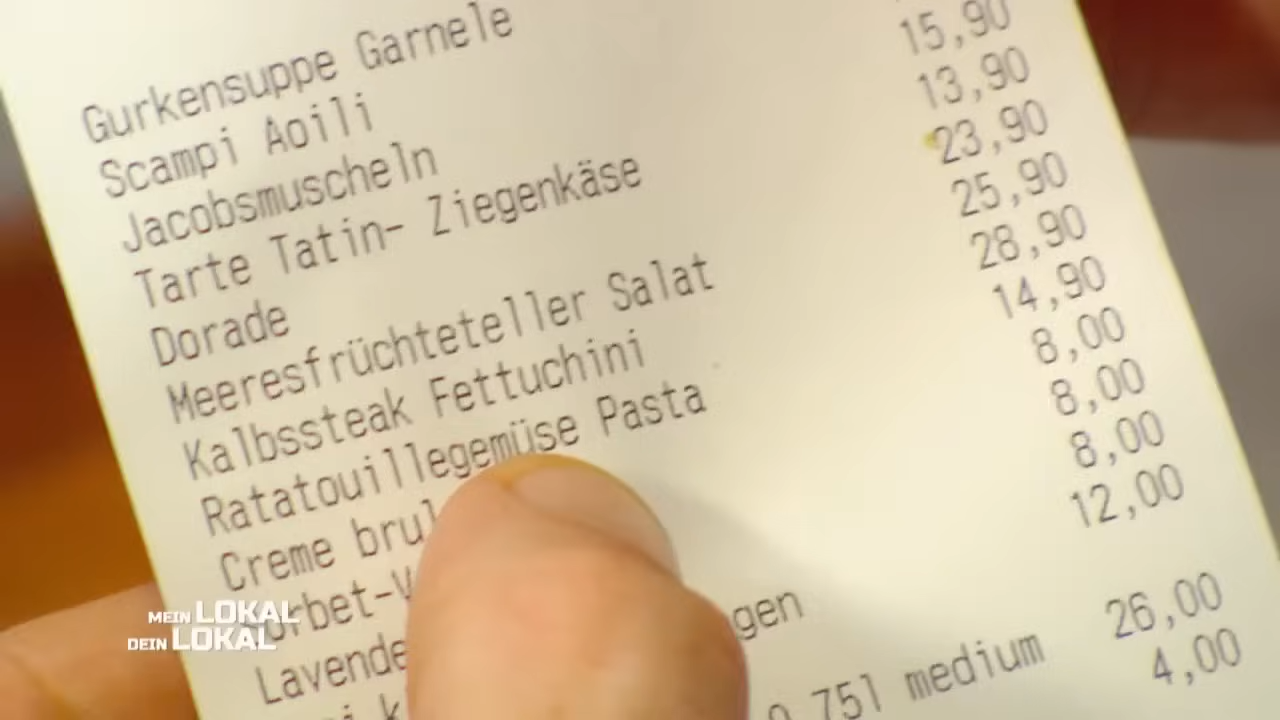 Gurkensuppe Garnele
Scampi Aoili 15,90
Jacobsmuscheln 13,90
Tarte Tatin- Ziegenkäse 23,90
Dorade 25,90
Meeresfrüchteteller Salat 28,90
Kalbssteak Fettuchini 14,90
Ratatouillegemüse Pasta 8,00
Creme 8,00
8,00
12,00
26,00
0,75l medium 4,00
MEIN LOKAL
DEIN LOKAL